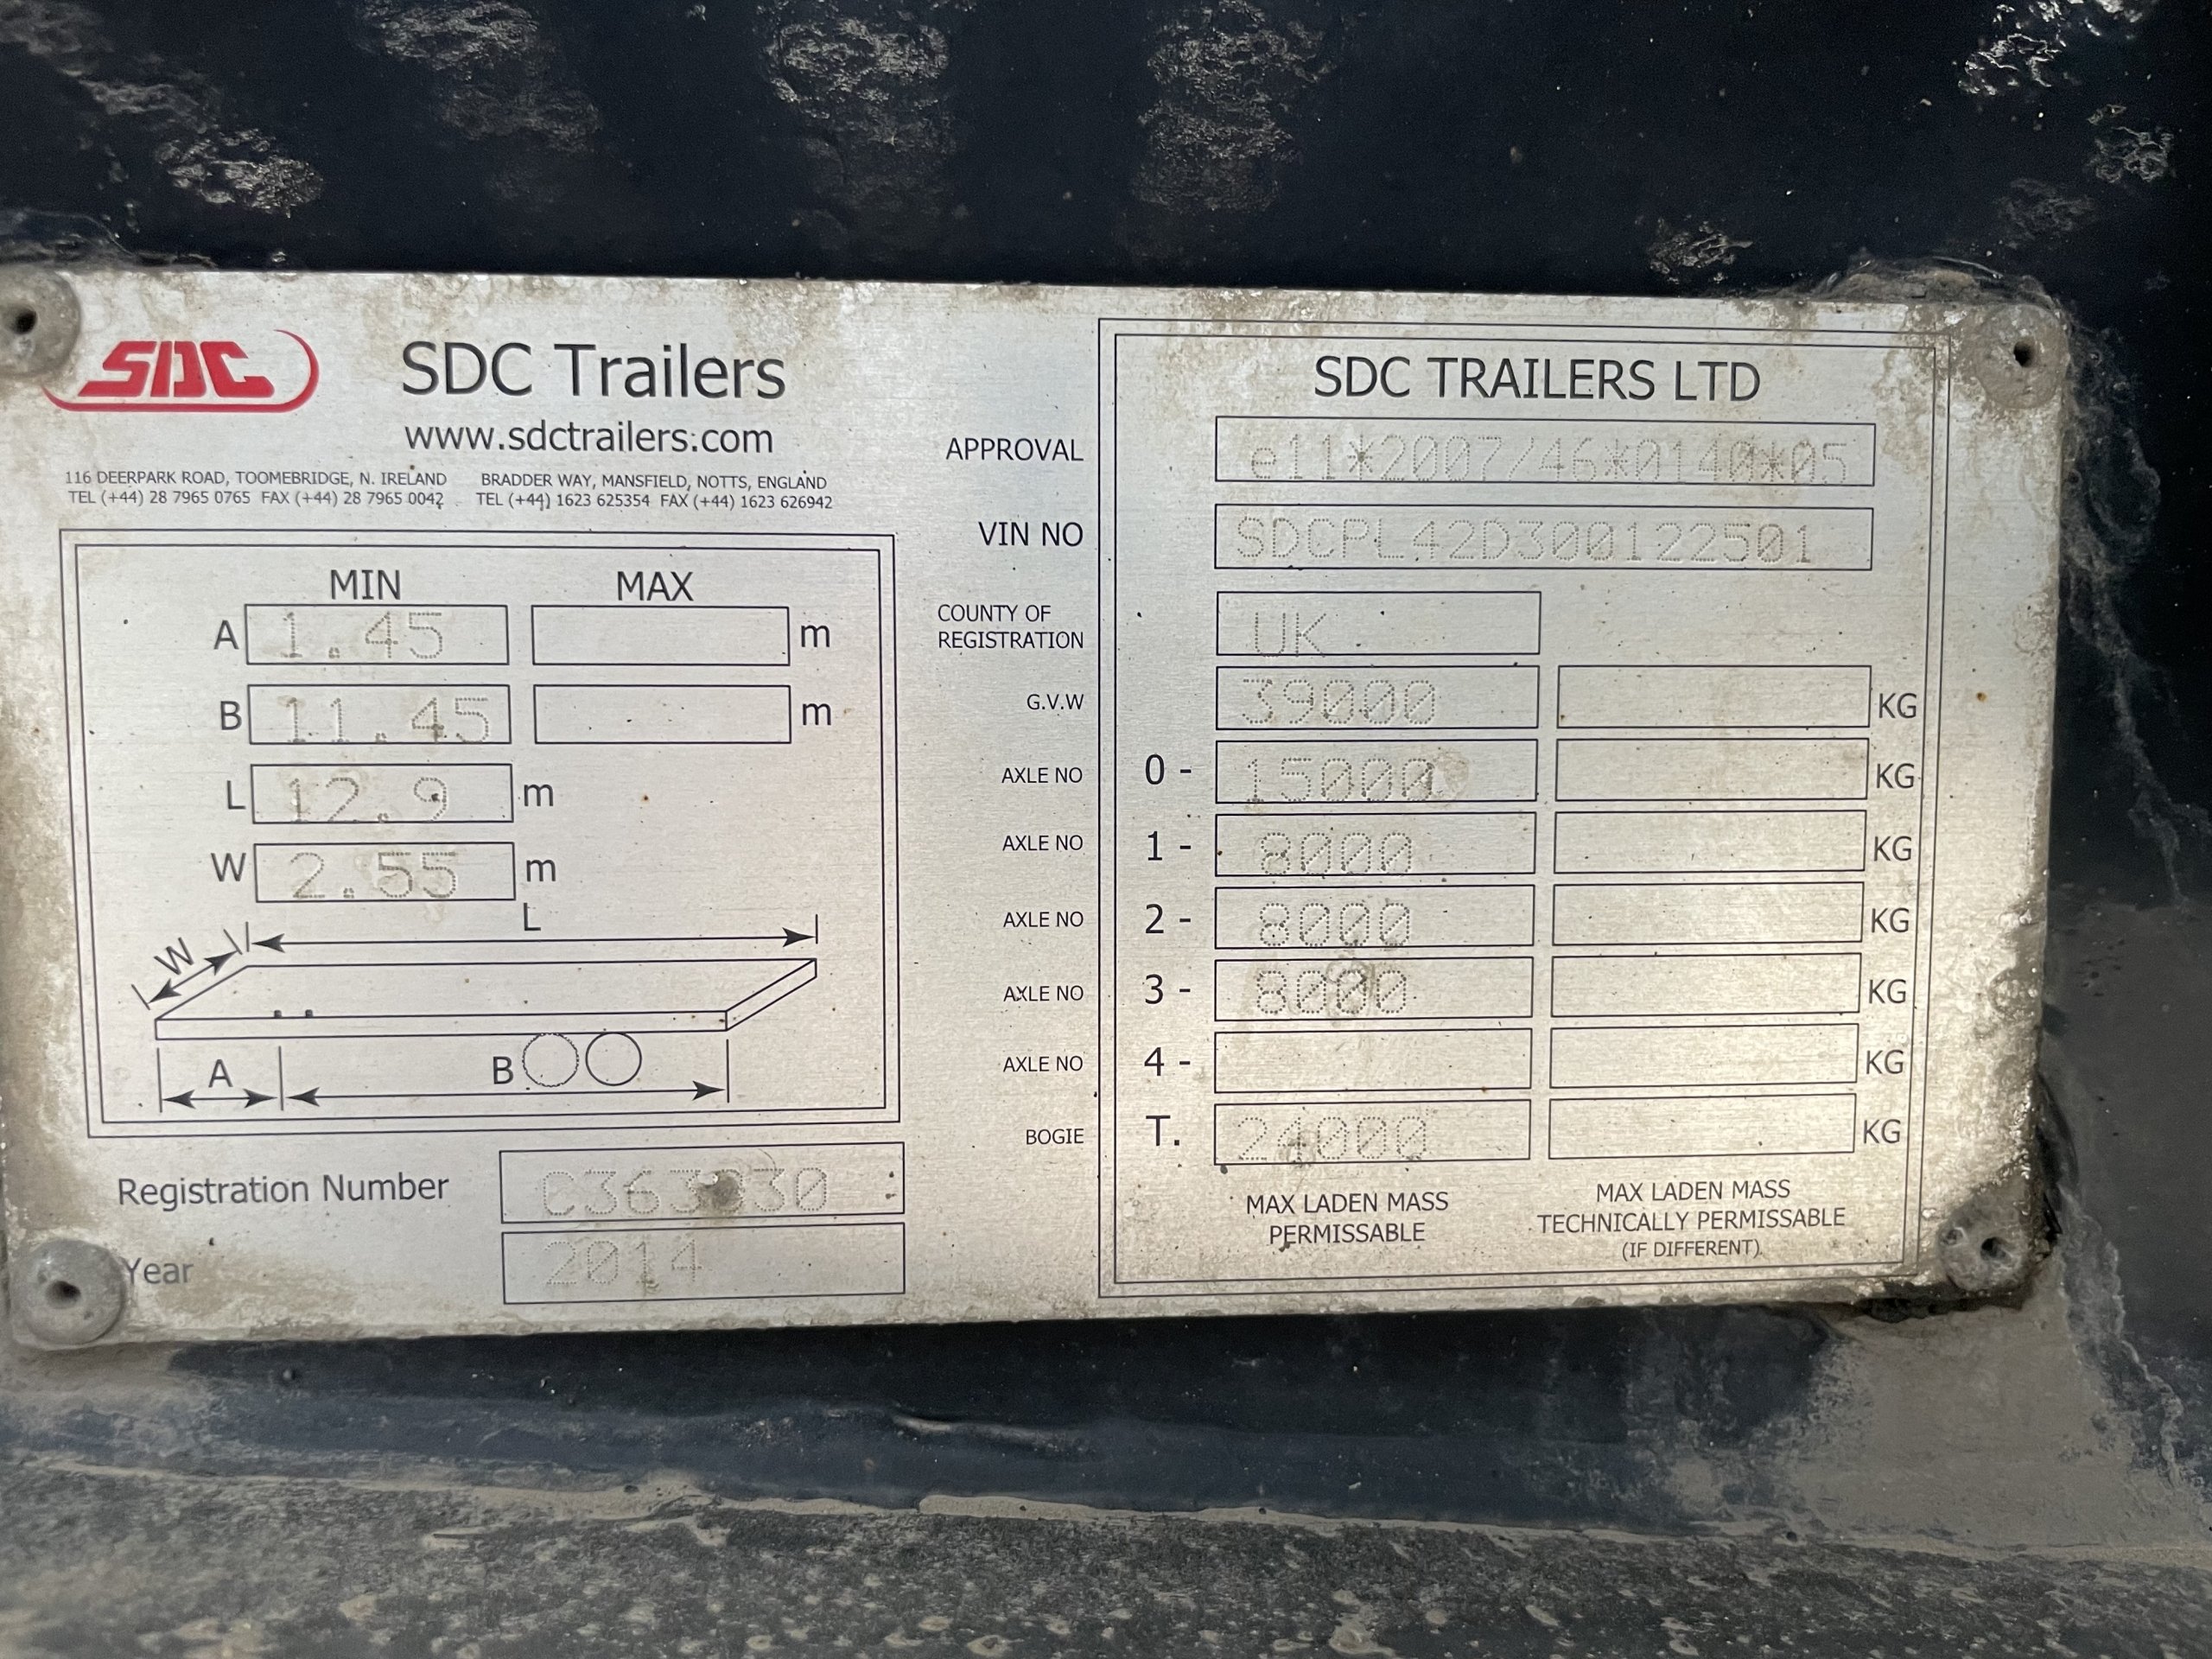 SDC
SDC Trailers
www.sdctrailers.com
116 DEERPARK ROAD, TOOMEBRIDGE, N. IRELAND
TEL (+44) 28 7965 0765 FAX (+44) 28 7965 0042
BRADDER WAY, MANSFIELD, NOTTS, ENGLAND
TEL (+44) 1623 625354 FAX (+44) 1623 626942
MIN MAX
A 1.45 m
B 11.45 m
L 12.9 m
W 2.55 m
L
W
A B
Registration Number
Year 2014
SDC TRAILERS LTD
APPROVAL e11*2007/46*0140*05
VIN NO SDCPL42D300122501
COUNTY OF
REGISTRATION UK
G.V.W 39000 KG
AXLE NO 0 - 15000 KG
AXLE NO 1 - 8000 KG
AXLE NO 2 - 8000 KG
AXLE NO 3 - 8000 KG
AXLE NO 4 - KG
BOGIE T. 24000 KG
MAX LADEN MASS
PERMISSABLE
MAX LADEN MASS
TECHNICALLY PERMISSABLE
(IF DIFFERENT)